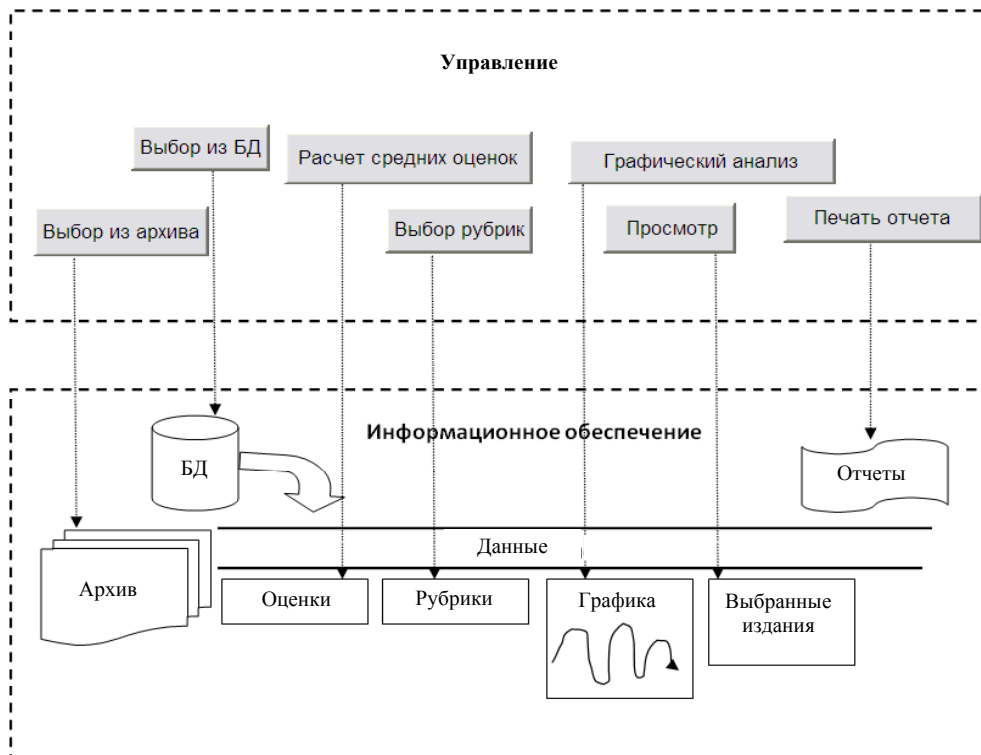 Управление
Выбор из БД
Расчет средних оценок
Графический анализ
Выбор из архива
Выбор рубрик
Просмотр
Печать отчета
Информационное обеспечение
БД
Отчеты
Данные
Архив
Оценки
Рубрики
Графика
Выбранные
издания